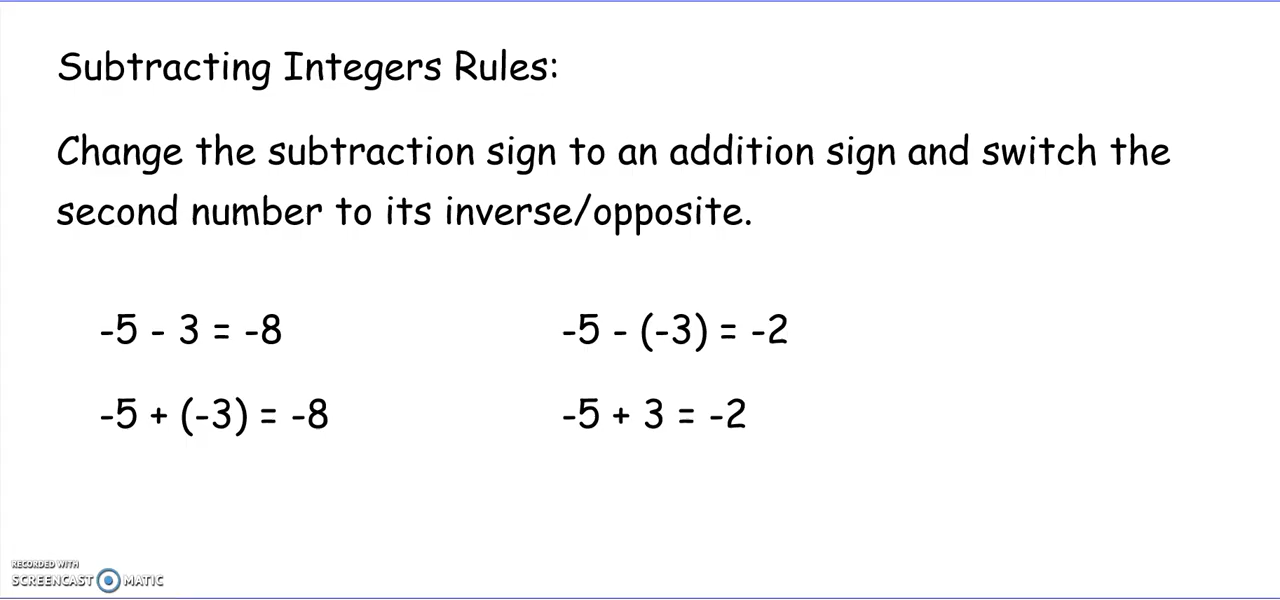 Subtracting Integers Rules:
Change the subtraction sign to an addition sign and switch the
second number to its inverse/opposite.
-5 - 3 = -8
-5 - (-3) = -2
-5 + (-3) = -8
-5 + 3 = -2
RECORDED WITH
SCREENCAST MATIC